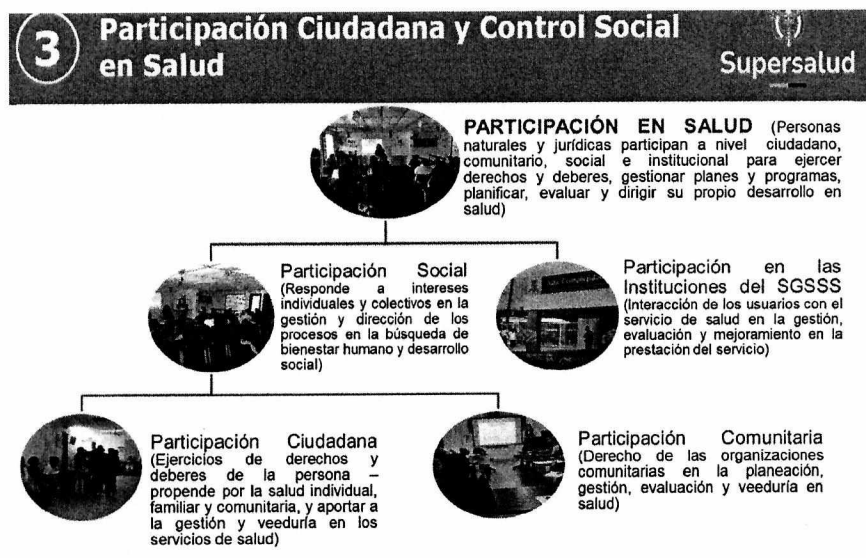 3
Participación Ciudadana y Control Social
en Salud
Supersalud
PARTICIPACIÓN EN SALUD (Personas
naturales y jurídicas participan a nivel ciudadano,
comunitario, social e institucional para ejercer
derechos y deberes, gestionar planes y programas,
planificar, evaluar y dirigir su propio desarrollo en
salud)
Participación Social
(Responde a intereses
individuales y colectivos en la
gestión y dirección de los
procesos en la búsqueda de
bienestar humano y desarrollo
social)
Participación en las
Instituciones del SGSSS
(Interacción de los usuarios con el
servicio de salud en la gestión,
evaluación y mejoramiento en la
prestación del servicio)
Participación Ciudadana
(Ejercicios de derechos y
deberes de la persona –
propende por la salud individual,
familiar y comunitaria, y aportar a
la gestión y veeduría en los
servicios de salud)
Participación Comunitaria
(Derecho de las organizaciones
comunitarias en la planeación,
gestión, evaluación y veeduría en
salud)